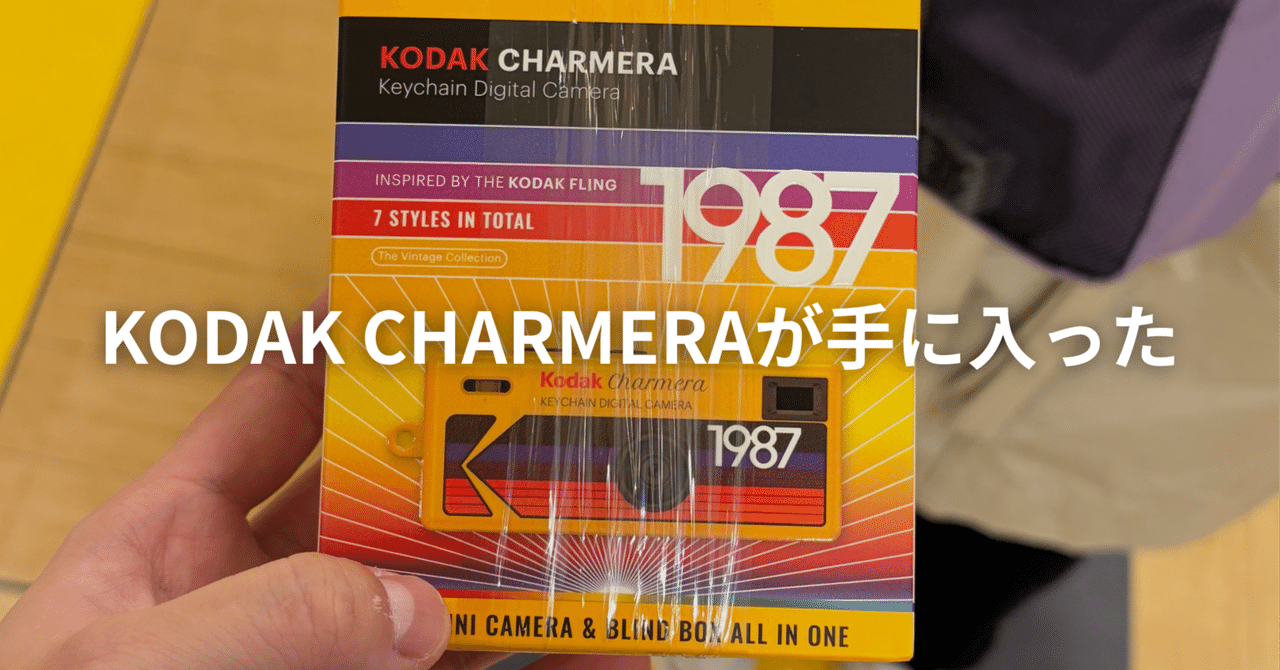 KODAK CHARMERA
Keychain Digital Camera
INSPIRED BY THE KODAK FLING
1987
7 STYLES IN TOTAL
The Vintage Collection
KODAK CHARMERAが手に入った
Kodak Charmera
KEYCHAIN DIGITAL CAMERA
1987
CAMERA & BLIND BOX ALL IN ONE